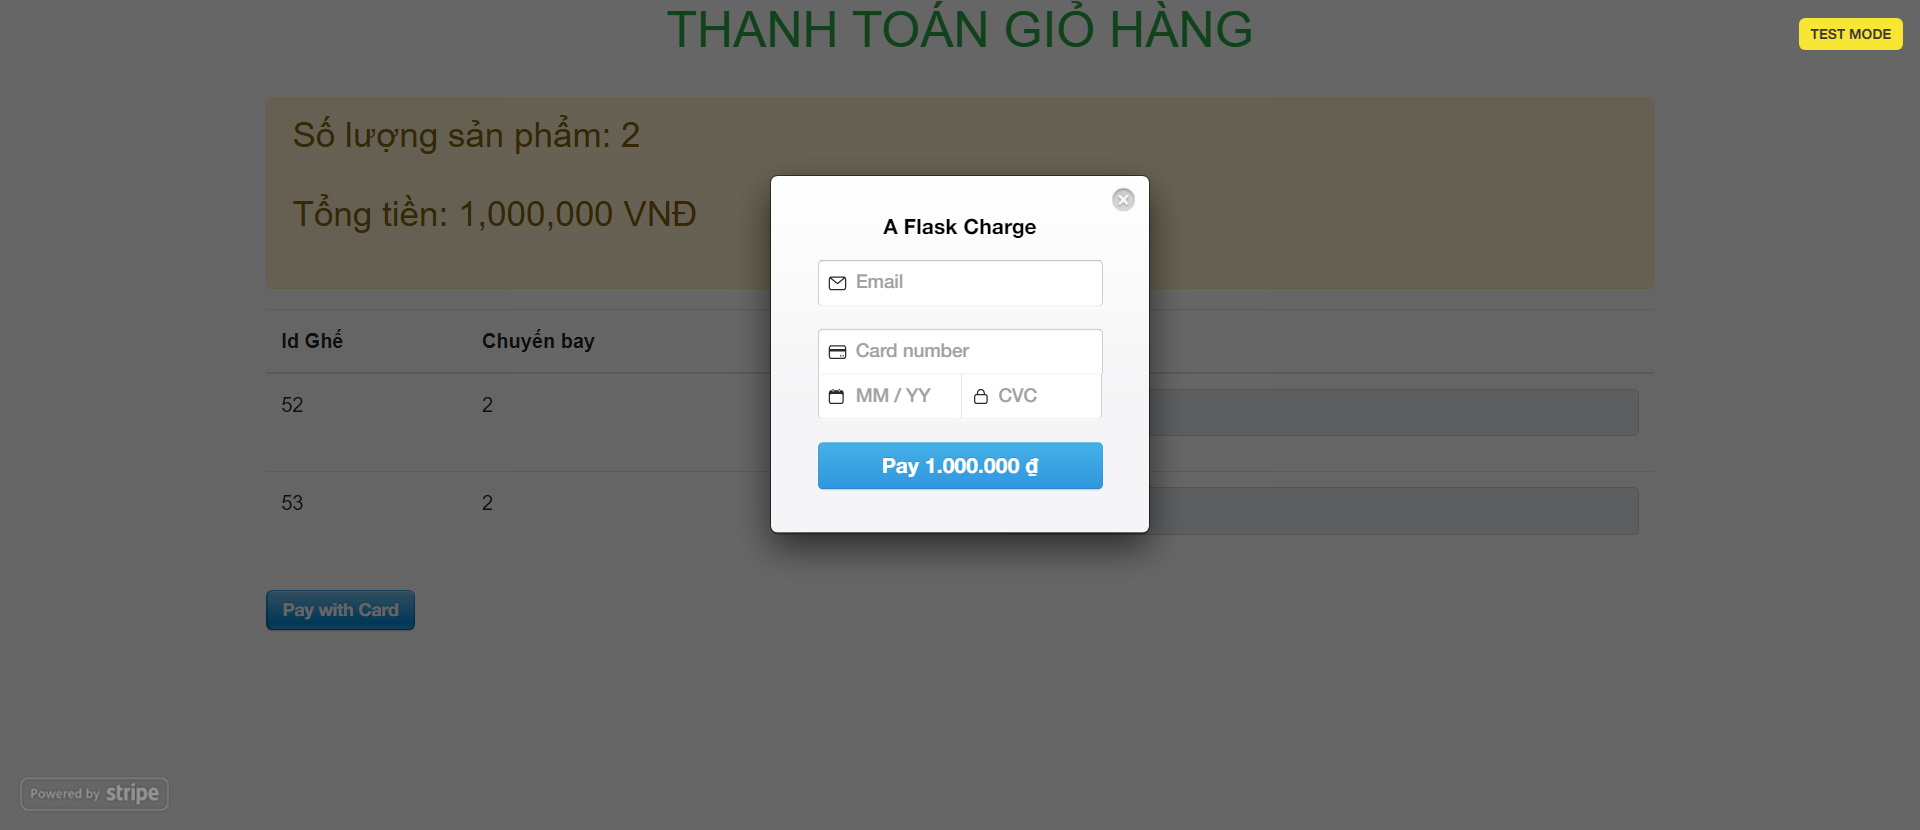 THANH TOÁN GIỎ HÀNG
TEST MODE
Số lượng sản phẩm: 2
Tổng tiền: 1,000,000 VNĐ
A Flask Charge
Email
Card number
MM / YY CVC
Pay 1.000.000 ₫
Id Ghế Chuyến bay
52 2
53 2
Pay with Card
Powered by stripe